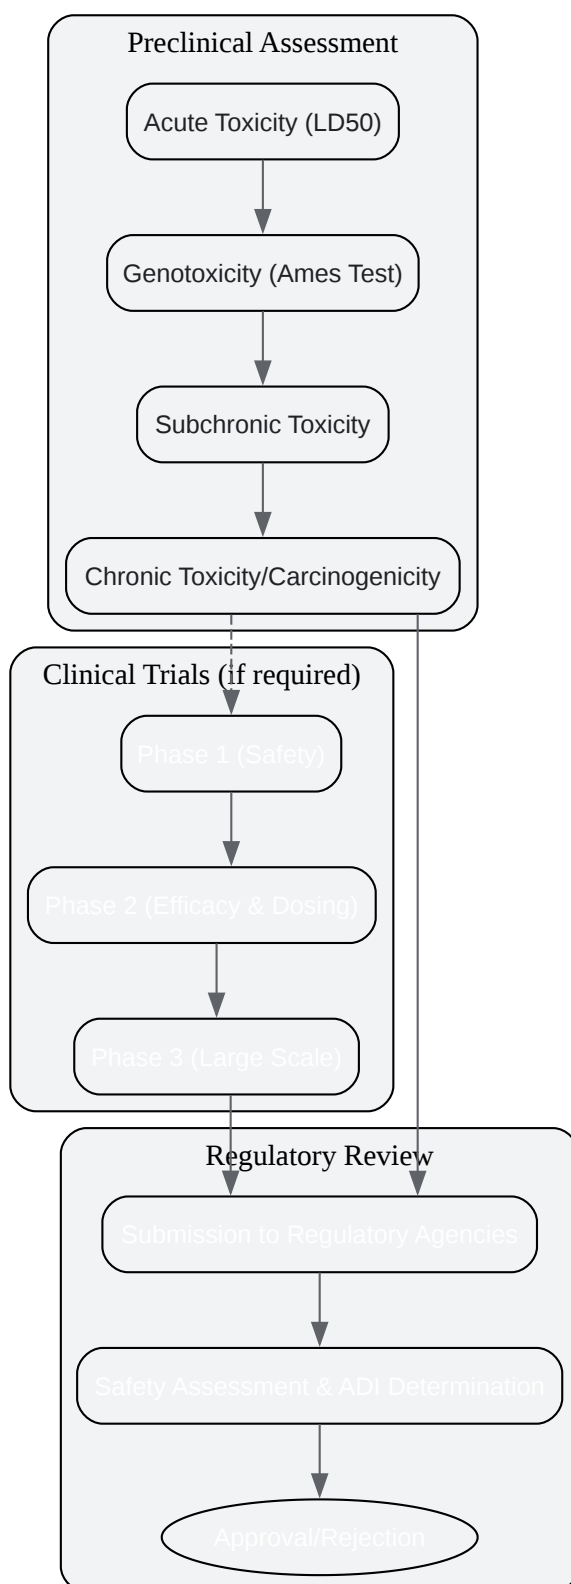 Preclinical Assessment
Acute Toxicity (LD50)
Genotoxicity (Ames Test)
Subchronic Toxicity
Chronic Toxicity/Carcinogenicity
Clinical Trials (if required)
Phase 1 (Safety)
Phase 2 (Efficacy & Dosing)
Phase 3 (Large Scale)
Regulatory Review
Submission to Regulatory Agencies
Safety Assessment & ADI Determination
Approval/Rejection